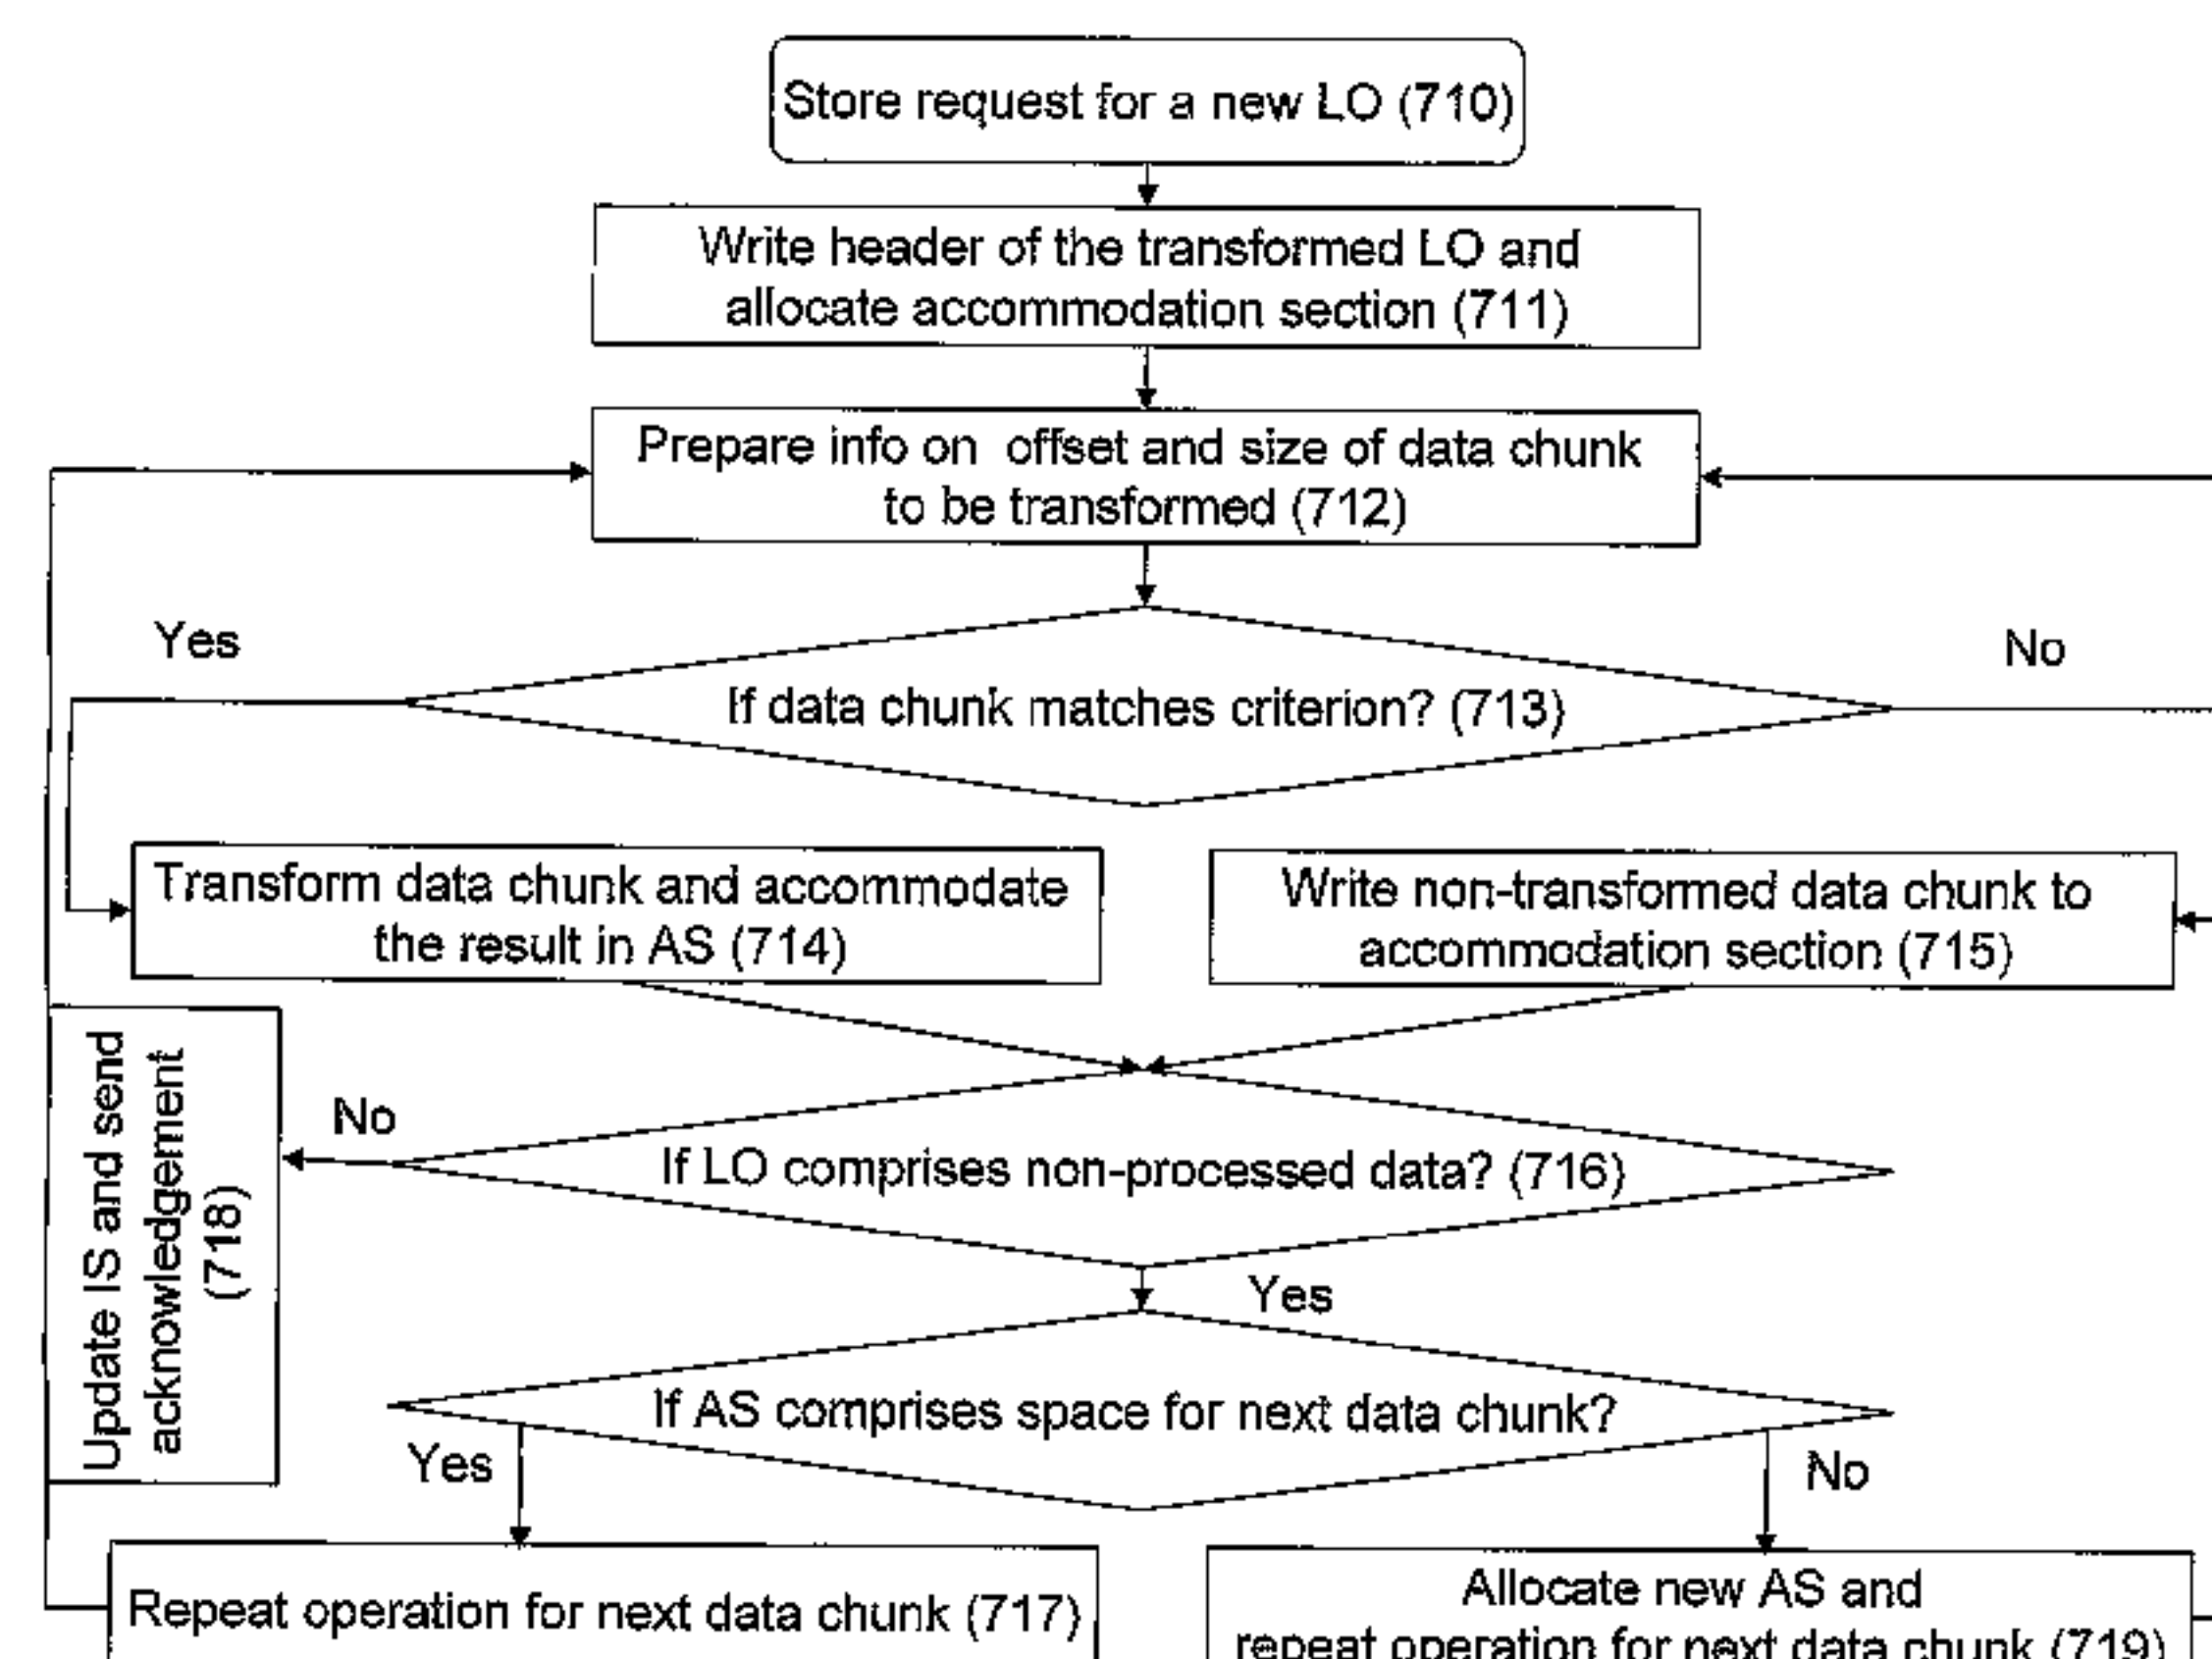 Store request for a new LO (710)
Write header of the transformed LO and
allocate accommodation section (711)
Prepare info on offset and size of data chunk
to be transformed (712)
Yes
No
If data chunk matches criterion? (713)
Transform data chunk and accommodate
the result in AS (714)
Write non-transformed data chunk to
accommodation section (715)
Update IS and send
acknowledgement
(718)
No
If LO comprises non-processed data? (716)
Yes
If AS comprises space for next data chunk?
Yes
No
Repeat operation for next data chunk (717)
Allocate new AS and
repeat operation for next data chunk (719)